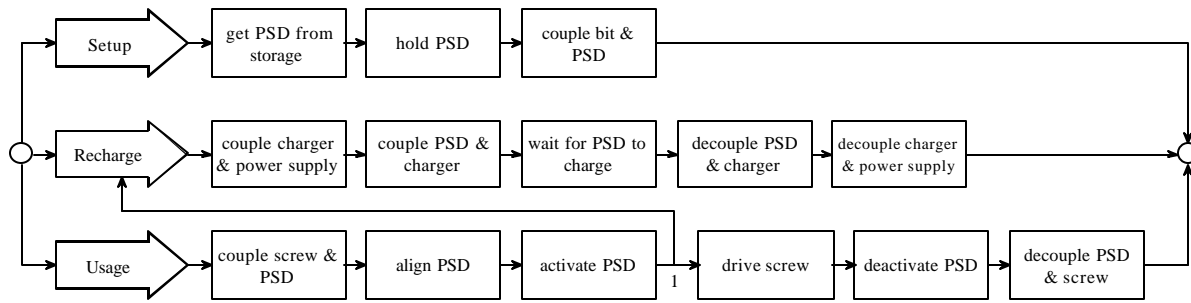 Setup
get PSD from
storage
hold PSD
couple bit &
PSD
Recharge
couple charger
& power supply
couple PSD &
charger
wait for PSD to
charge
decouple PSD
& charger
decouple charger
& power supply
Usage
couple screw &
PSD
align PSD
activate PSD
1
drive screw
deactivate PSD
decouple PSD
& screw